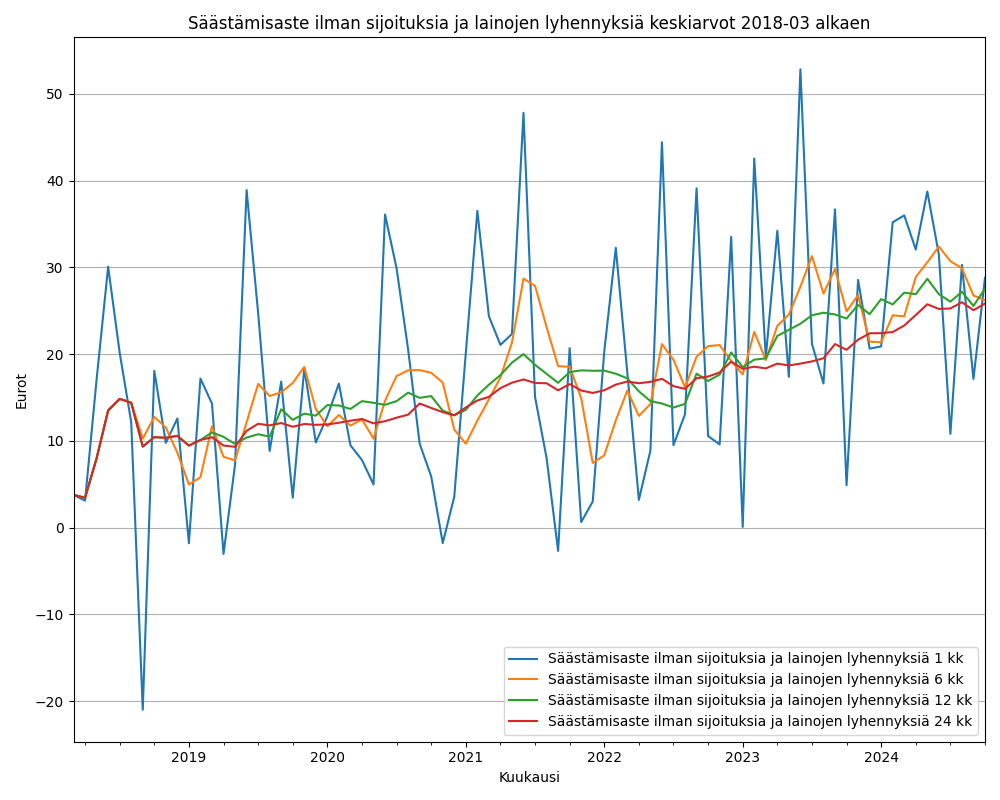 Säästämisaste ilman sijoituksia ja lainojen lyhennyksiä keskiarvot 2018-03 alkaen
Eurot
50
40
30
20
10
0
−10
−20
2019 2020 2021 2022 2023 2024
Kuukausi
Säästämisaste ilman sijoituksia ja lainojen lyhennyksiä 1 kk
Säästämisaste ilman sijoituksia ja lainojen lyhennyksiä 6 kk
Säästämisaste ilman sijoituksia ja lainojen lyhennyksiä 12 kk
Säästämisaste ilman sijoituksia ja lainojen lyhennyksiä 24 kk